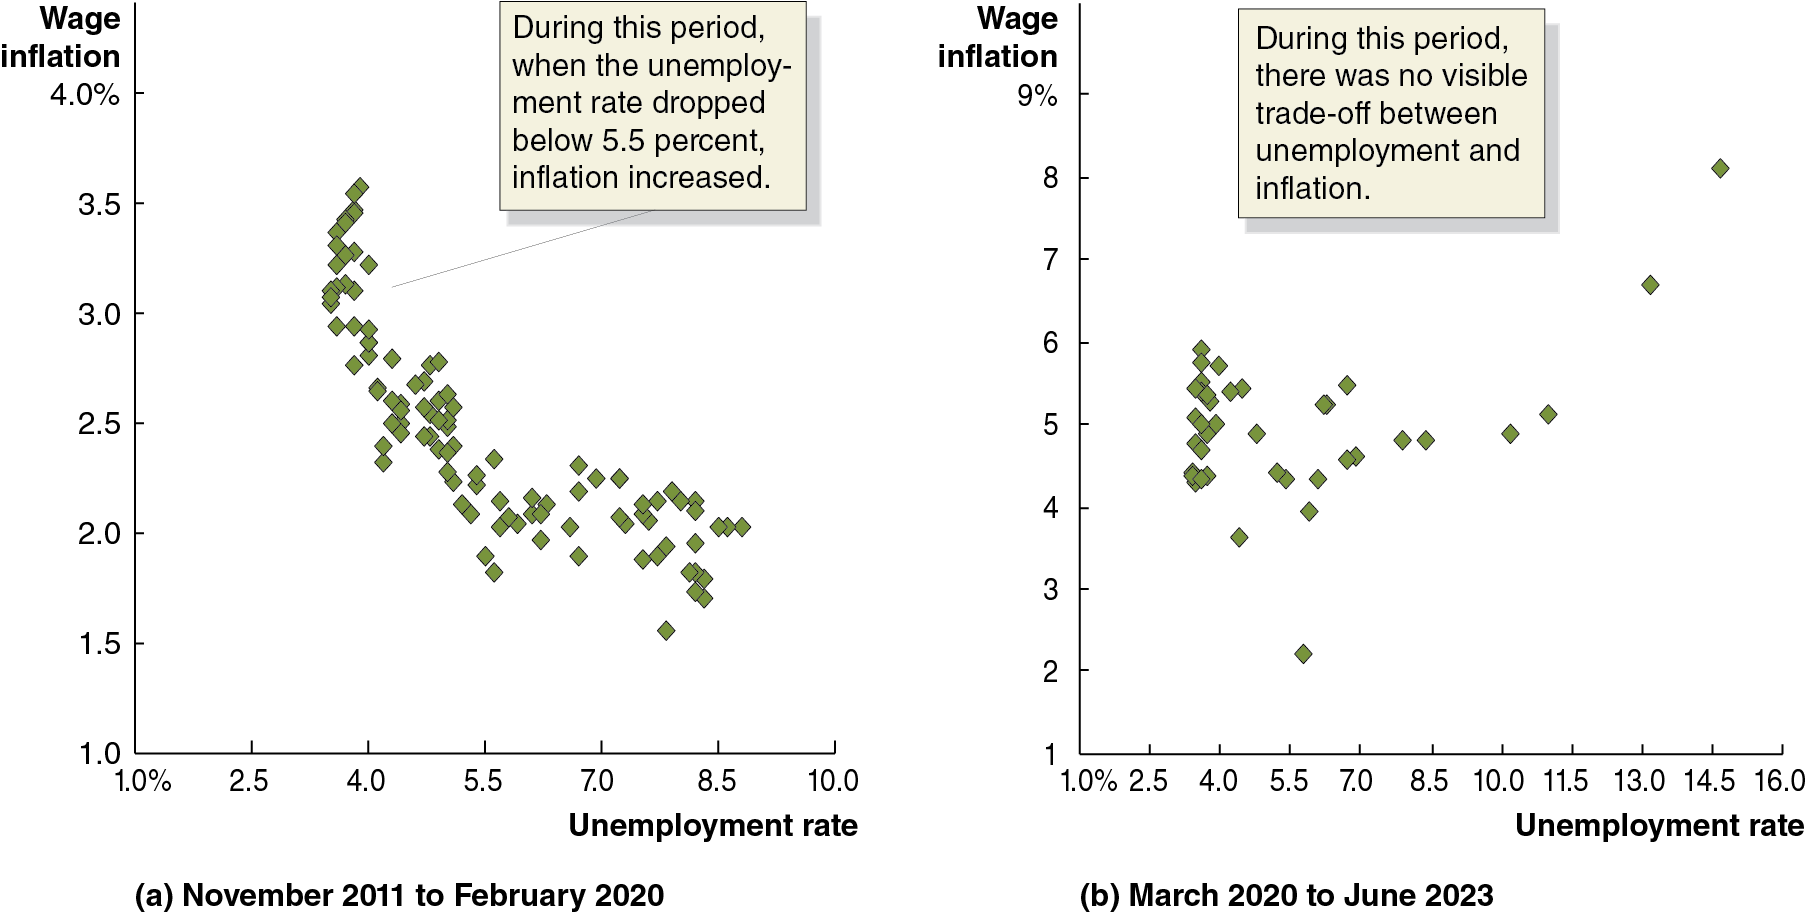 Wage
inflation
4.0%
3.5
3.0
2.5
2.0
1.5
1.0
1.0% 2.5 4.0 5.5 7.0 8.5 10.0
Unemployment rate
During this period,
when the unemploy-
ment rate dropped
below 5.5 percent,
inflation increased.
(a) November 2011 to February 2020
Wage
inflation
9%
8
7
6
5
4
3
2
1
1.0% 2.5 4.0 5.5 7.0 8.5 10.0 11.5 13.0 14.5 16.0
Unemployment rate
During this period,
there was no visible
trade-off between
unemployment and
inflation.
(b) March 2020 to June 2023